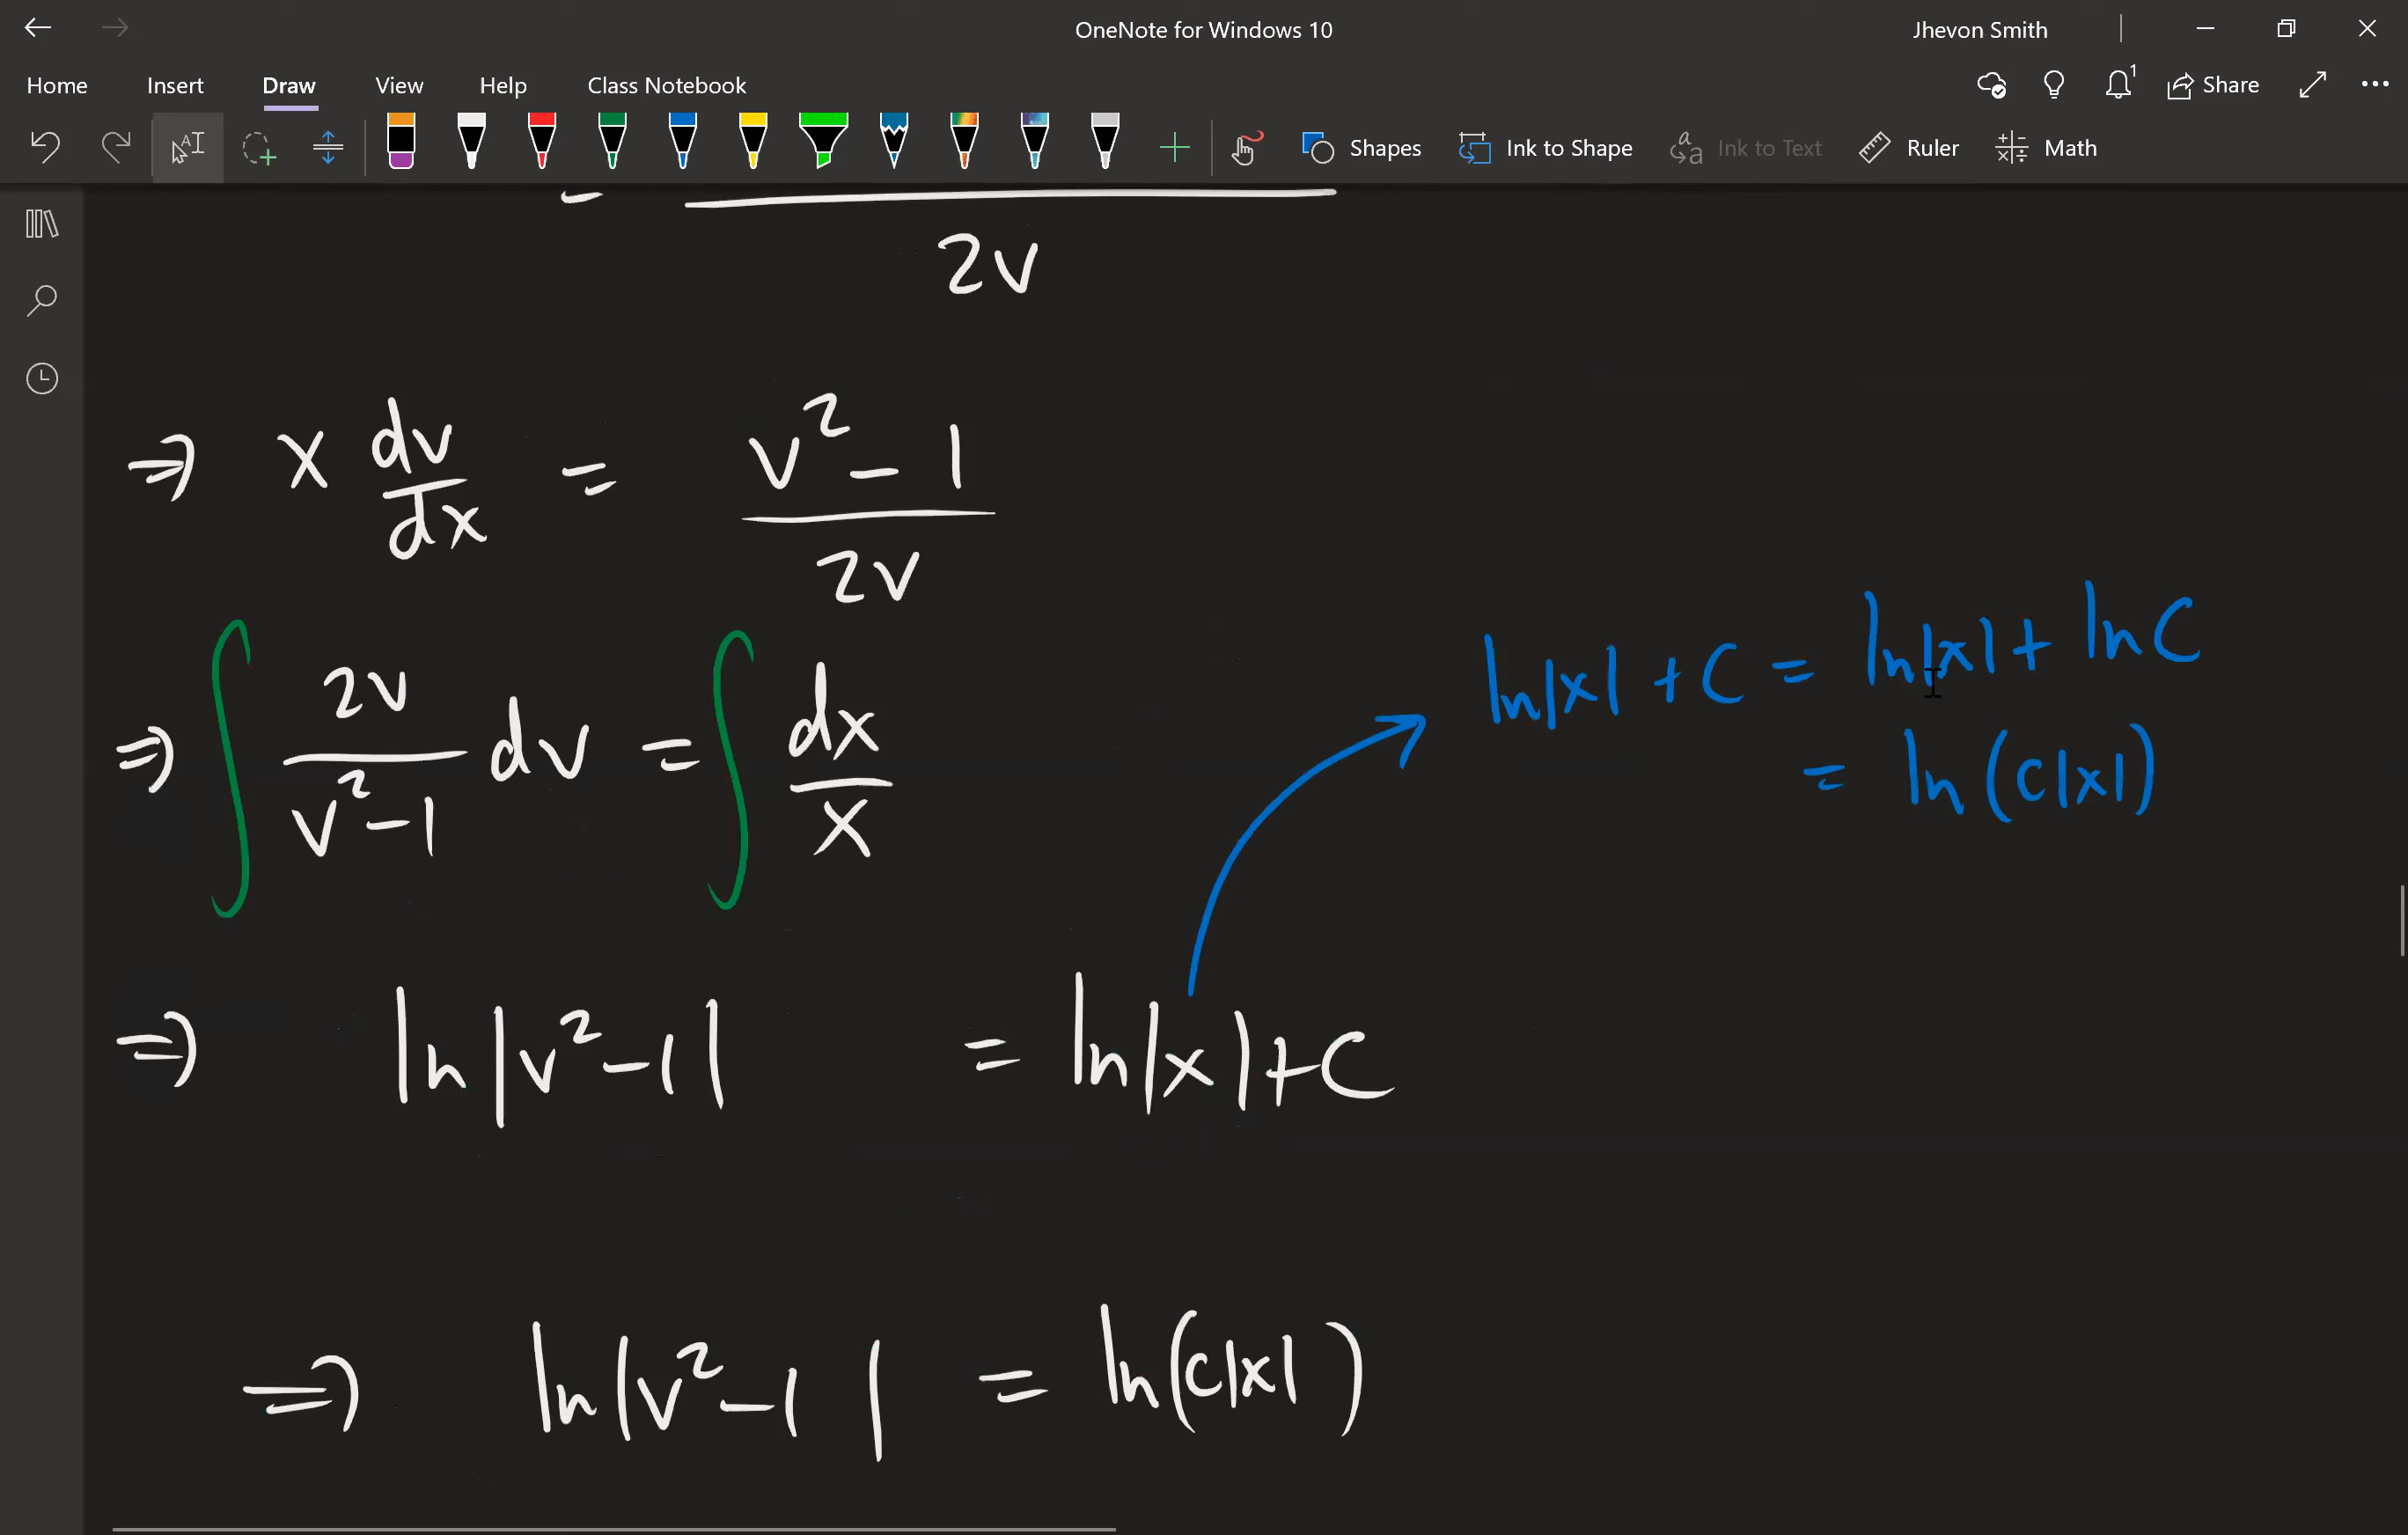 OneNote for Windows 10
Jhevon Smith
Home Insert Draw View Help Class Notebook
1 Share
Shapes Ink to Shape Ink to Text Ruler Math
= 
2v
⇒ x dv/dx = (v² - 1)/2v
⇒ ∫ 2v/(v²-1) dv = ∫ dx/x
ln|x| + C = ln|x| + ln C
= ln(c|x|)
⇒ ln|v²-1| = ln|x|+C
⇒ ln|v²-1| = ln(c|x|)